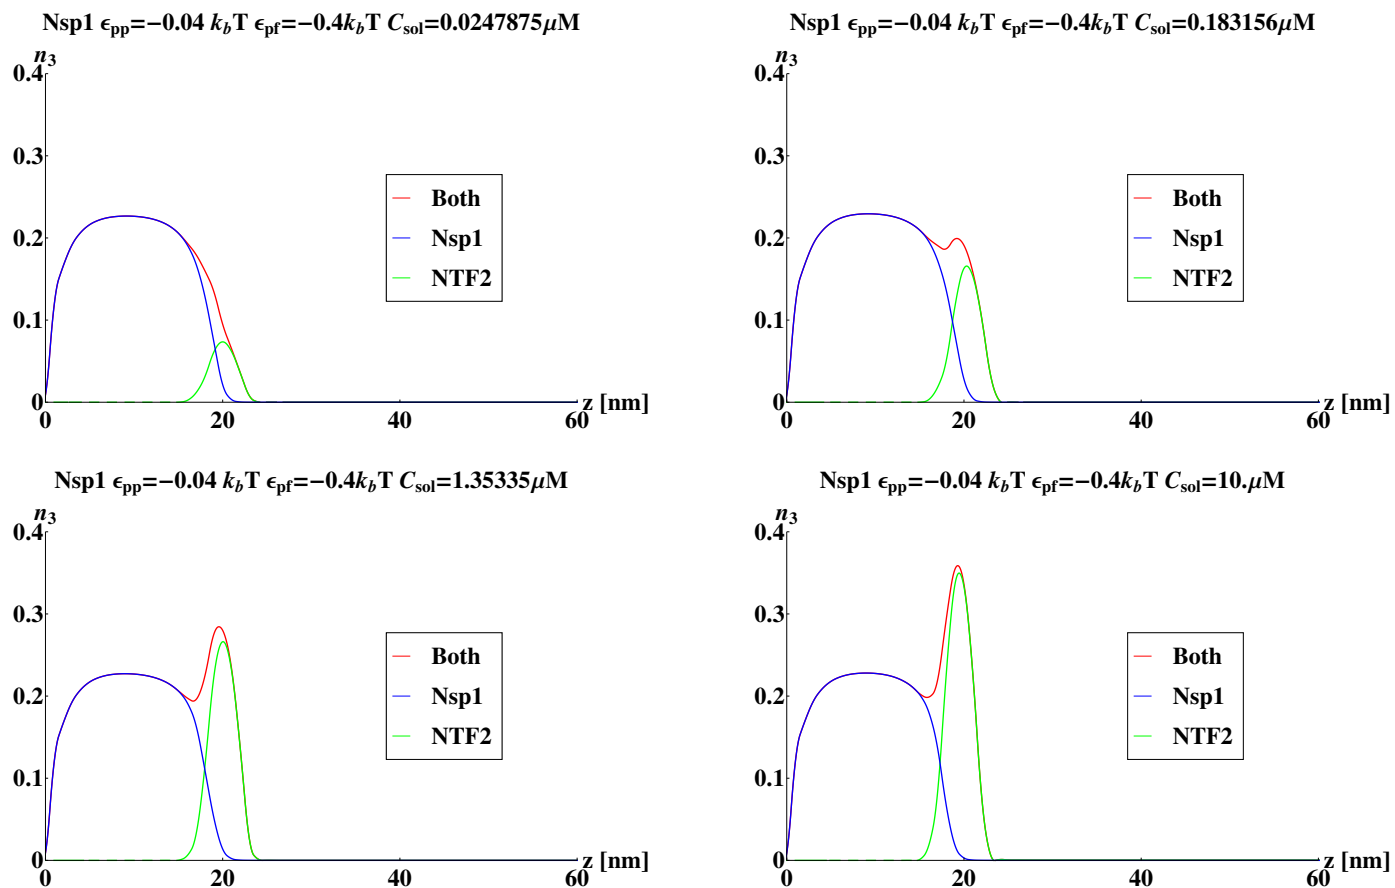 Nsp1 ϵpp=−0.04 kbT ϵpf=−0.4kbT Csol=0.0247875μM
n3
0.4
0.3
0.2
0.1
0
0 20 40 60
z [nm]
Both
Nsp1
NTF2
Nsp1 ϵpp=−0.04 kbT ϵpf=−0.4kbT Csol=0.183156μM
n3
0.4
0.3
0.2
0.1
0
0 20 40 60
z [nm]
Both
Nsp1
NTF2
Nsp1 ϵpp=−0.04 kbT ϵpf=−0.4kbT Csol=1.35335μM
n3
0.4
0.3
0.2
0.1
0
0 20 40 60
z [nm]
Both
Nsp1
NTF2
Nsp1 ϵpp=−0.04 kbT ϵpf=−0.4kbT Csol=10.μM
n3
0.4
0.3
0.2
0.1
0
0 20 40 60
z [nm]
Both
Nsp1
NTF2